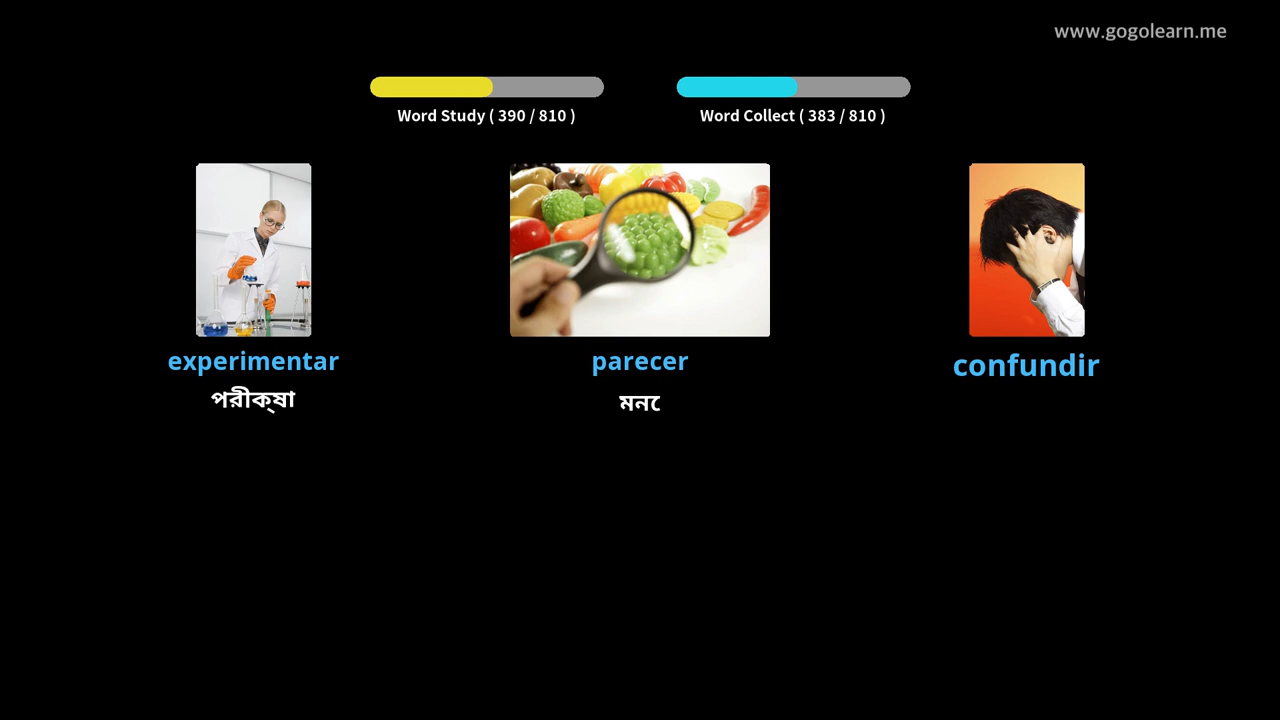 www.gogolearn.me
Word Study ( 390 / 810 )
Word Collect ( 383 / 810 )
experimentar
parecer
confundir
পরীক্ষা
মনে